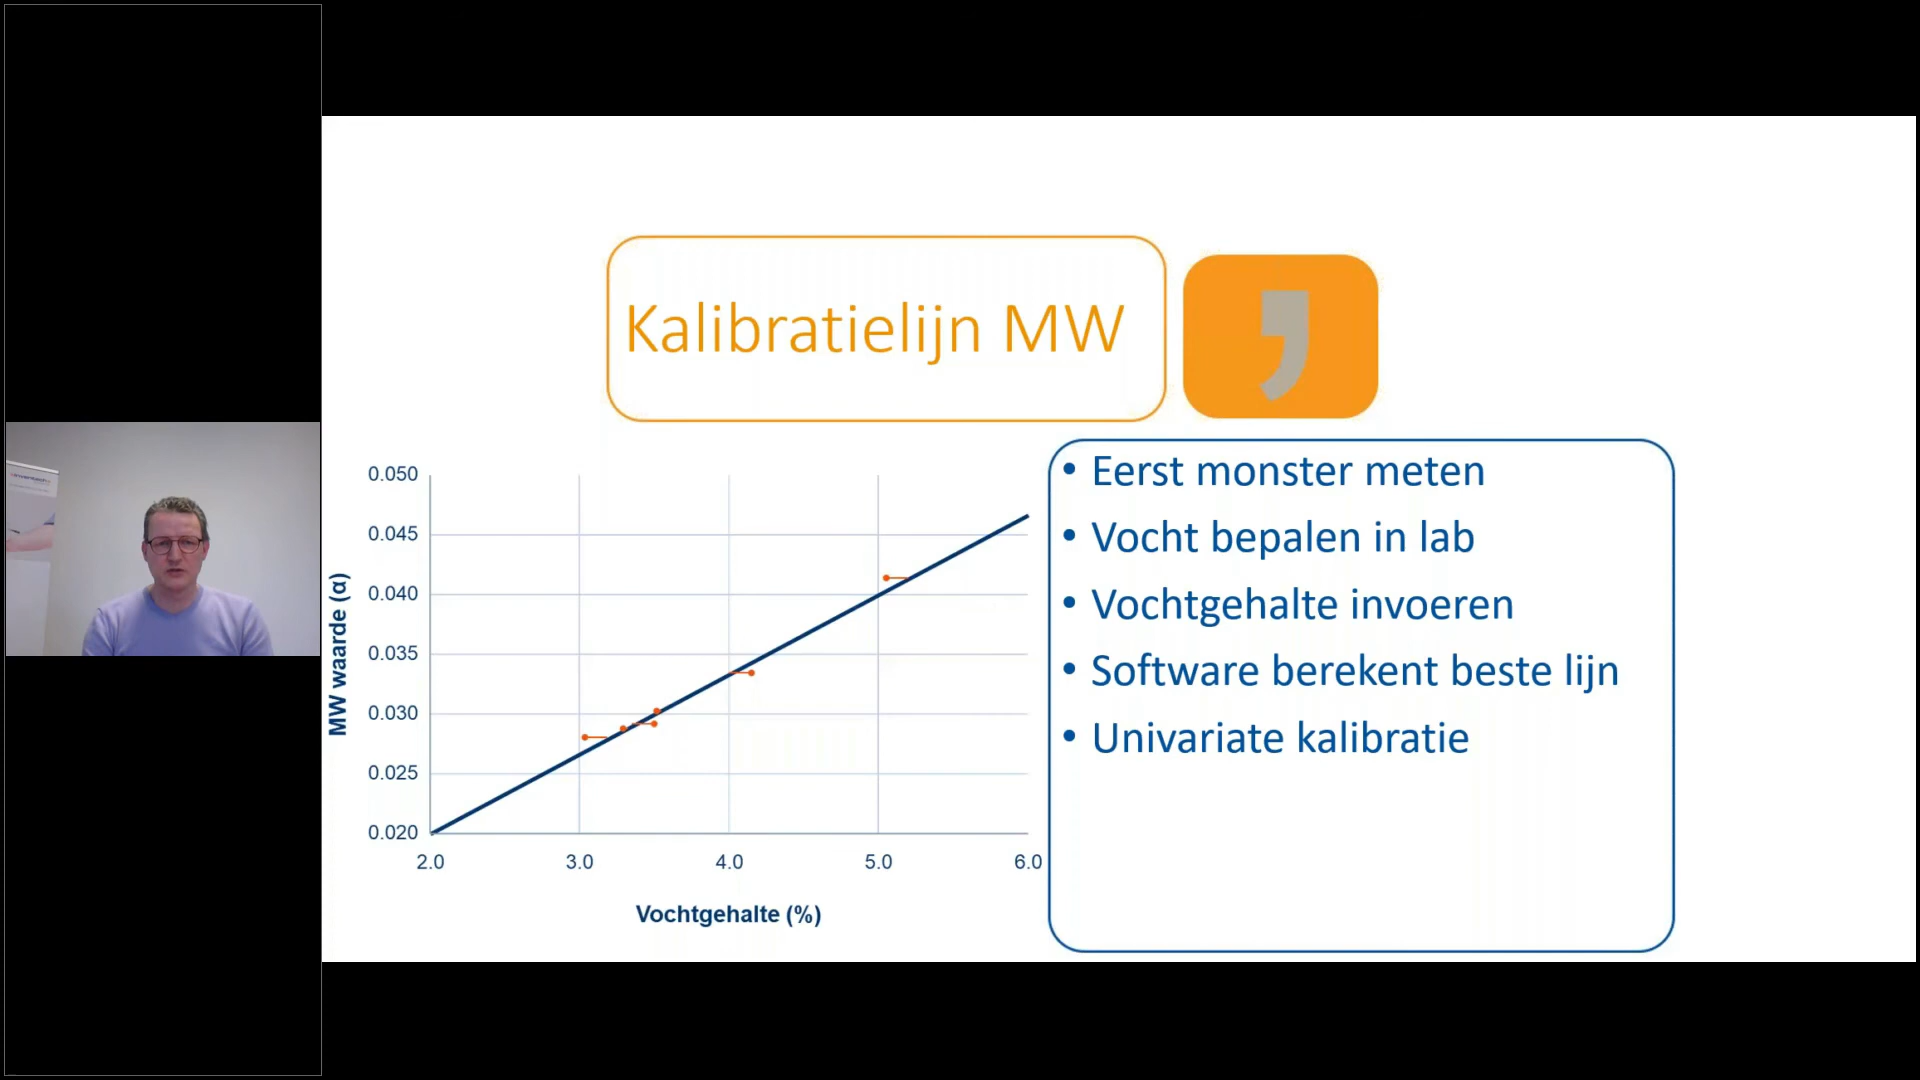 Kalibratielijn MW
0.050
0.045
0.040
0.035
0.030
0.025
0.020
2.0 3.0 4.0 5.0 6.0
MW waarde (α)
Vochtgehalte (%)
• Eerst monster meten
• Vocht bepalen in lab
• Vochtgehalte invoeren
• Software berekent beste lijn
• Univariate kalibratie